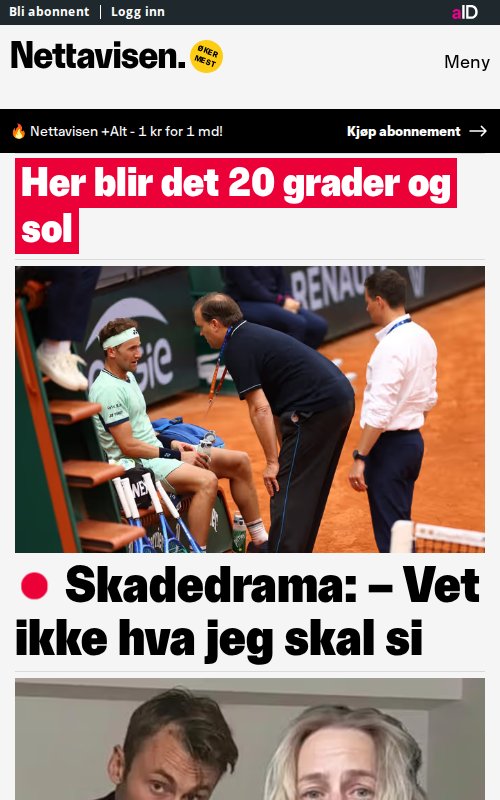 Bli abonnent
Logg inn
aID
Nettavisen.
ØKER
MEST
Meny
🔥 Nettavisen +Alt - 1 kr for 1 md!
Kjøp abonnement →
Her blir det 20 grader og
sol
RENAULT
Skadedrama: – Vet
ikke hva jeg skal si